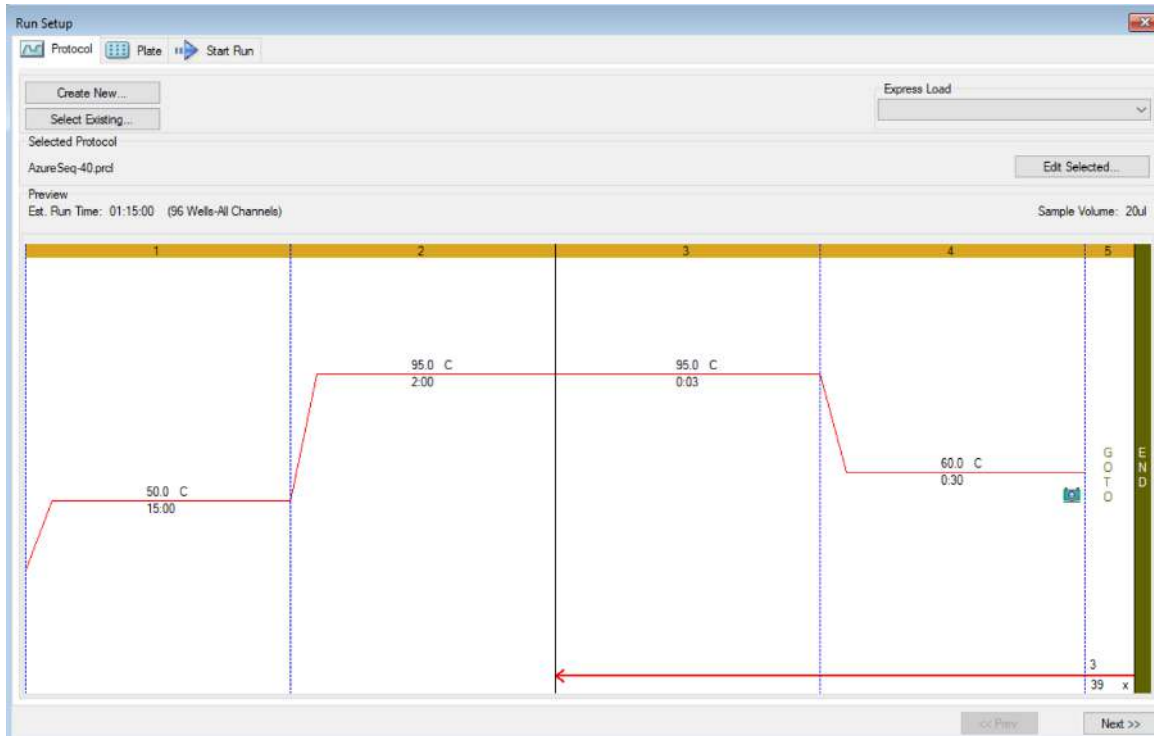 Run Setup
Protocol Plate Start Run
Create New...
Express Load
Select Existing...
Selected Protocol
AzureSeq-40.prcl
Edit Selected...
Preview
Est. Run Time: 01:15:00 (96 Wells-All Channels)
Sample Volume: 20ul
1 2 3 4 5
95.0 C
2:00
95.0 C
0:03
60.0 C
0:30
50.0 C
15:00
GOTO
END
3
39 x
<< Prev
Next >>